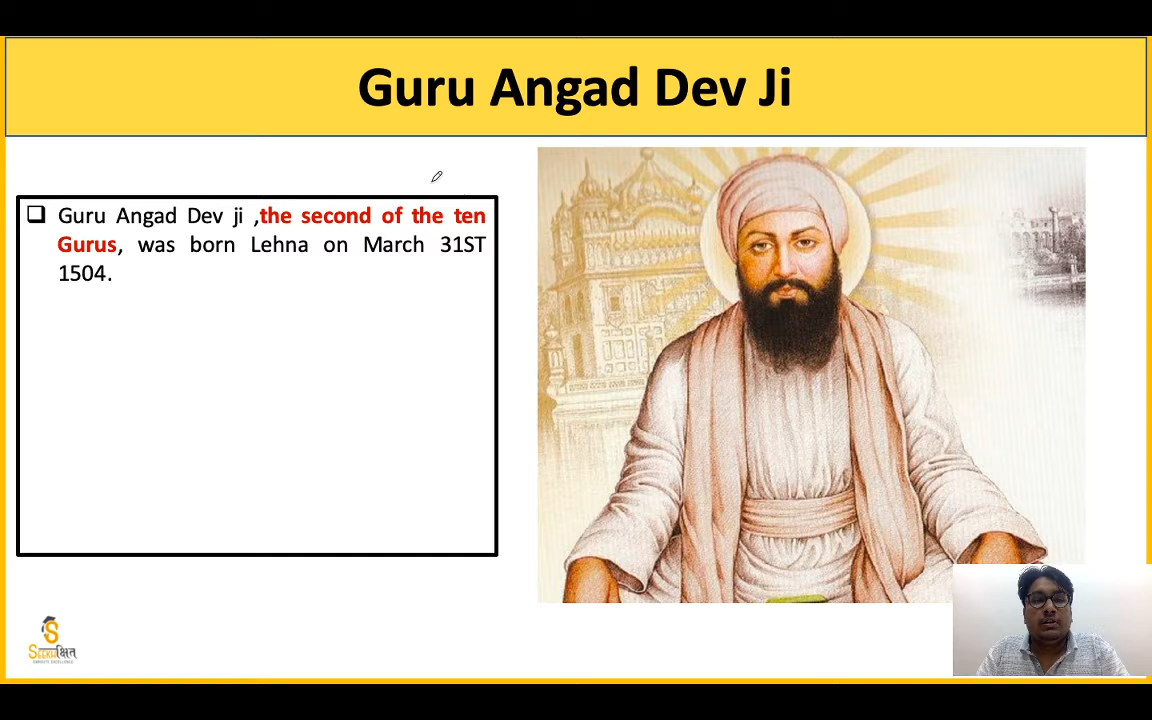 Guru Angad Dev Ji
❑ Guru Angad Dev ji ,the second of the ten
Gurus, was born Lehna on March 31ST
1504.